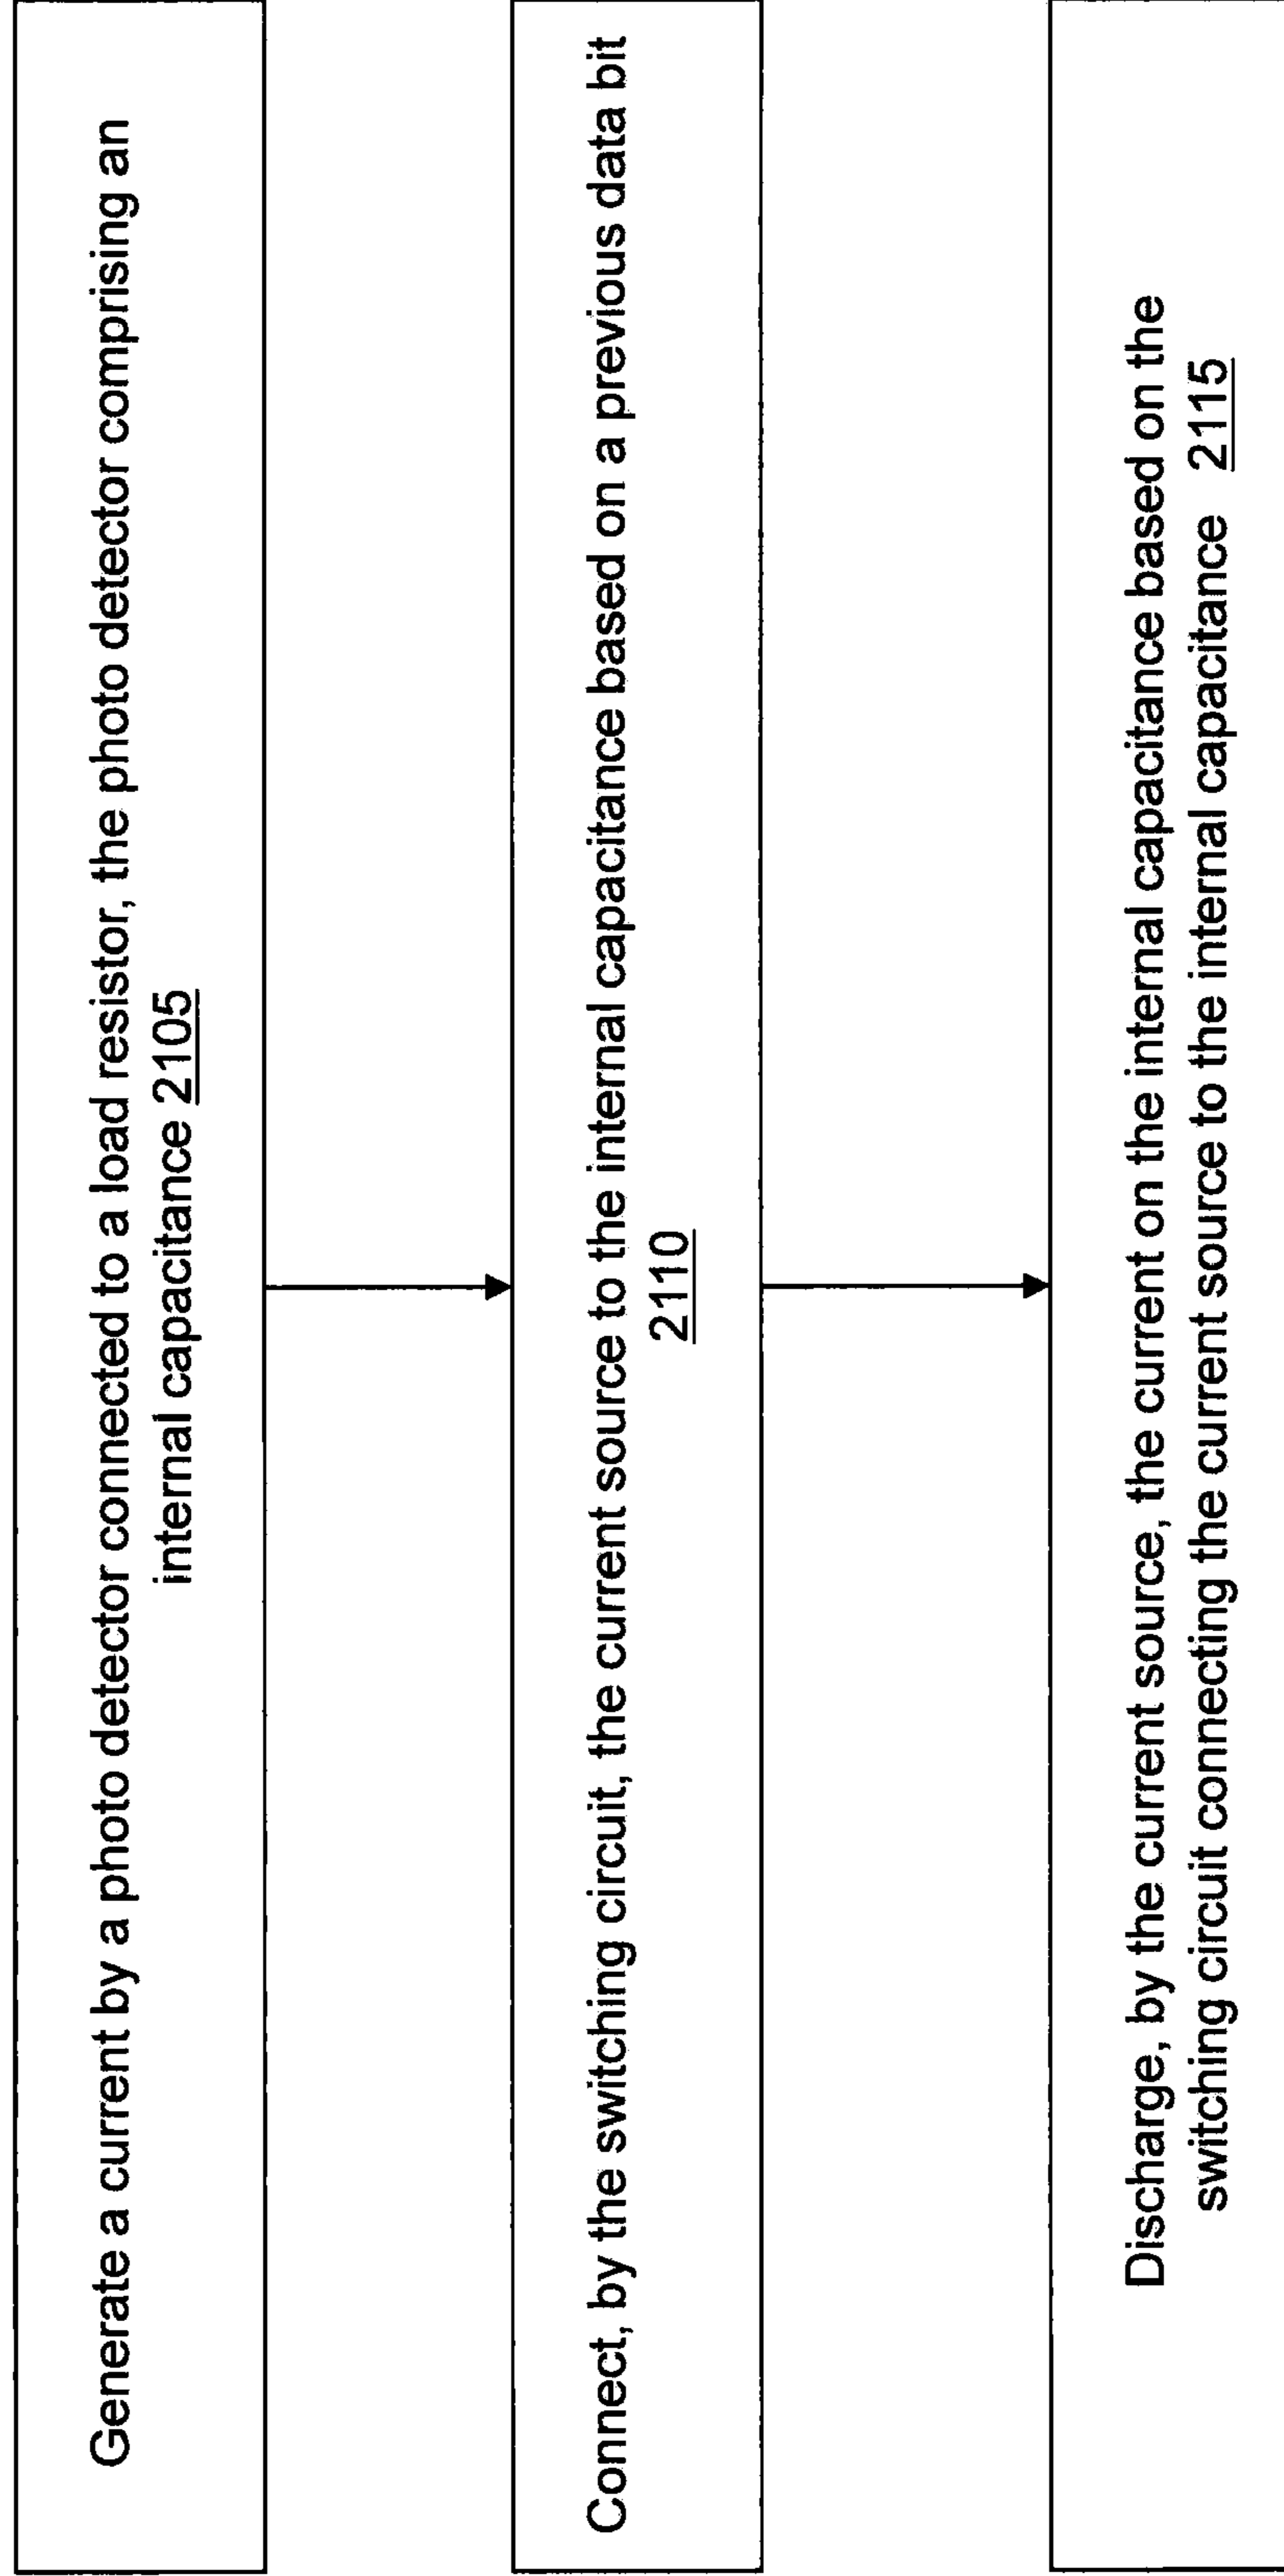 Generate a current by a photo detector connected to a load resistor, the photo detector comprising an
internal capacitance 2105
Connect, by the switching circuit, the current source to the internal capacitance based on a previous data bit
2110
Discharge, by the current source, the current on the internal capacitance based on the
switching circuit connecting the current source to the internal capacitance 2115